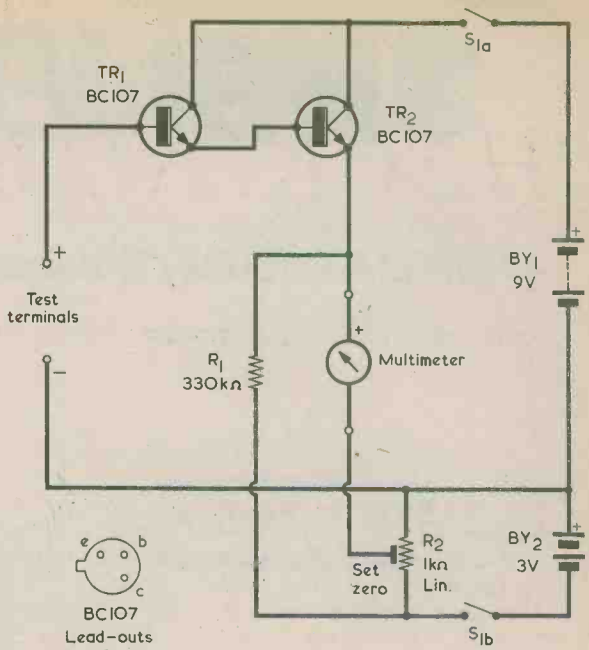 S1a
TR1
BC107
TR2
BC107
+
BY1
9V
+
Test
terminals
−
+
Multimeter
R1
330kΩ
+
e
b
c
BC107
Lead-outs
Set
zero
R2
1kΩ
Lin.
BY2
3V
S1b